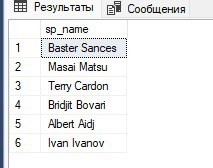 Результаты Сообщения
sp_name
1 Baster Sances
2 Masai Matsu
3 Terry Cardon
4 Bridjit Bovari
5 Albert Aidj
6 Ivan Ivanov